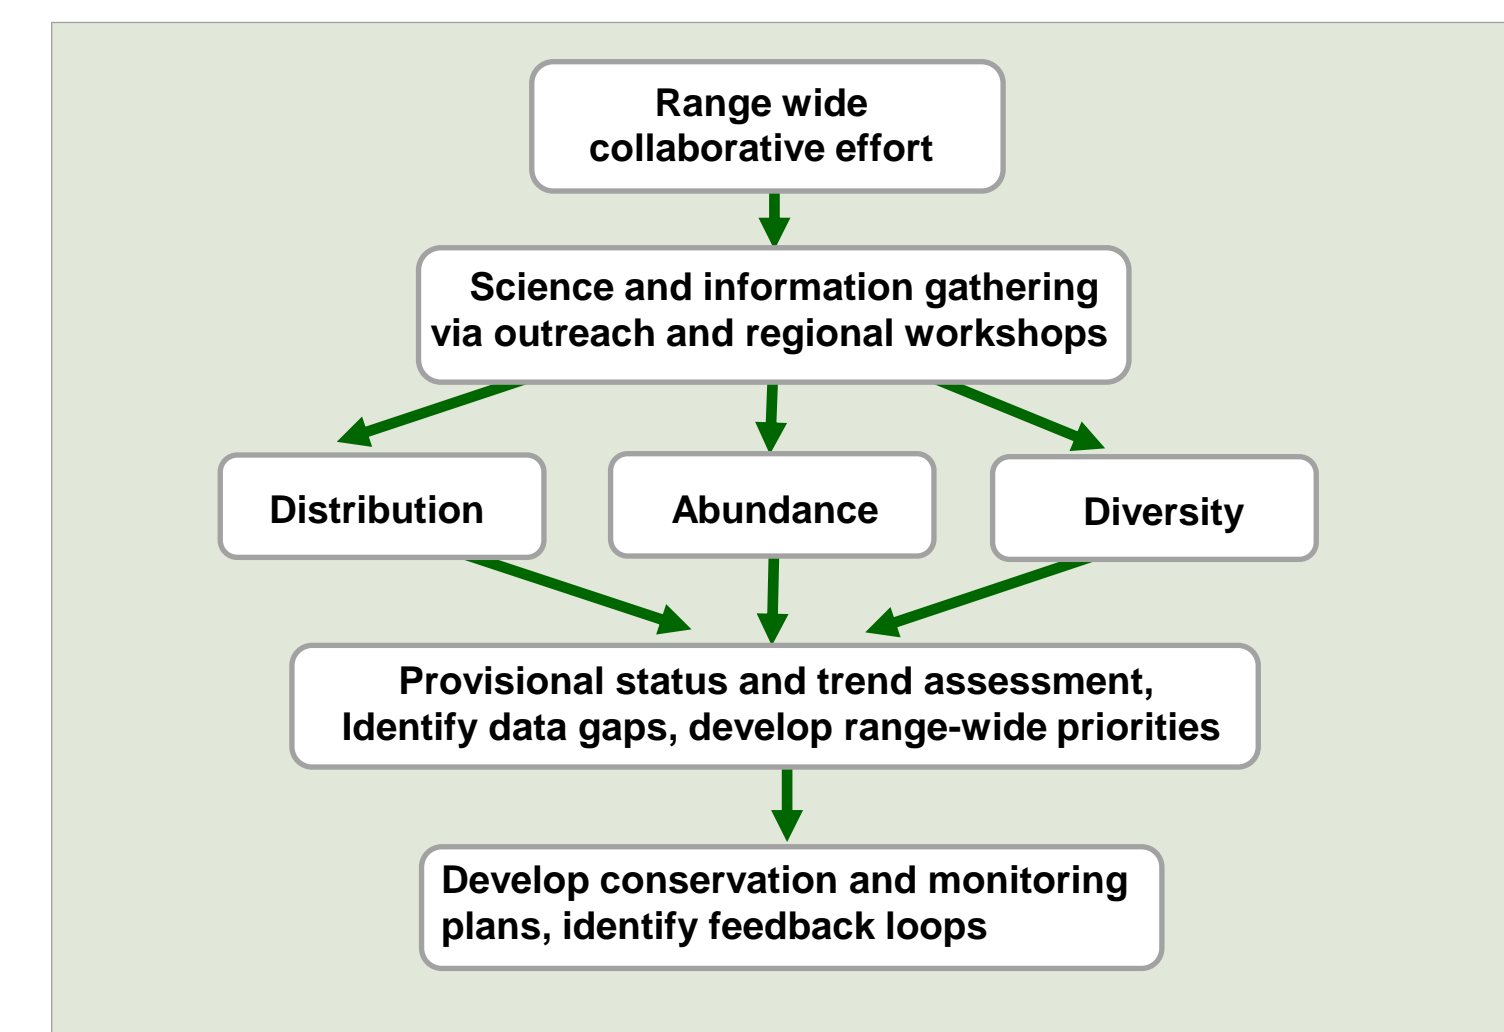 Range wide
collaborative effort
Science and information gathering
via outreach and regional workshops
Distribution
Abundance
Diversity
Provisional status and trend assessment,
Identify data gaps, develop range-wide priorities
Develop conservation and monitoring
plans, identify feedback loops